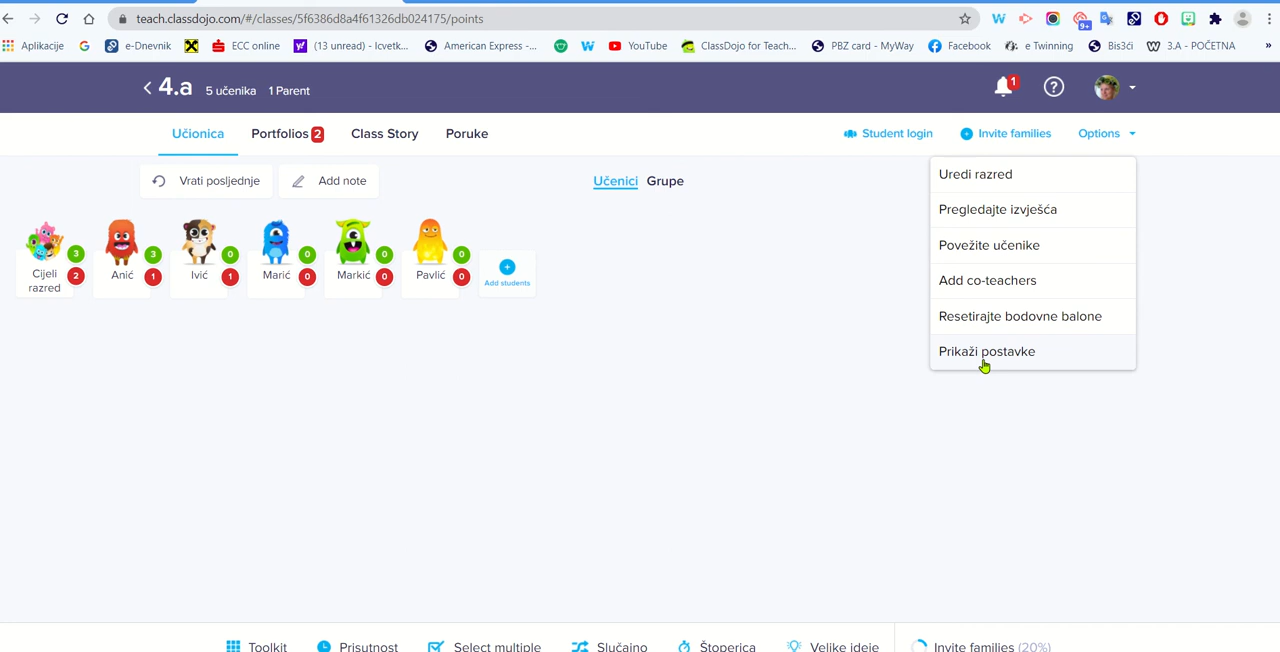 teach.classdojo.com/#/classes/5f6386d8a4f61326db024175/points
9+
Aplikacije
e-Dnevnik
ECC online
(13 unread) - lcvetk...
American Express -...
W
YouTube
ClassDojo for Teach...
PBZ card - MyWay
Facebook
e Twinning
Bis3ći
3.A - POČETNA
»
4.a 5 učenika 1 Parent
1
Učionica Portfolios 2 Class Story Poruke
Student login Invite families Options
Vrati posljednje Add note
Učenici Grupe
Uredi razred
Pregledajte izvješća
Povežite učenike
Add co-teachers
Resetirajte bodovne balone
Prikaži postavke
3 3 0 0 0 0
Cijeli razred 2
Anić 1
Ivić 1
Marić 0
Markić 0
Pavlić 0
Add students
Toolkit Prisutnost Select multiple Slučajno Štoperica Velike ideje Invite families (20%)